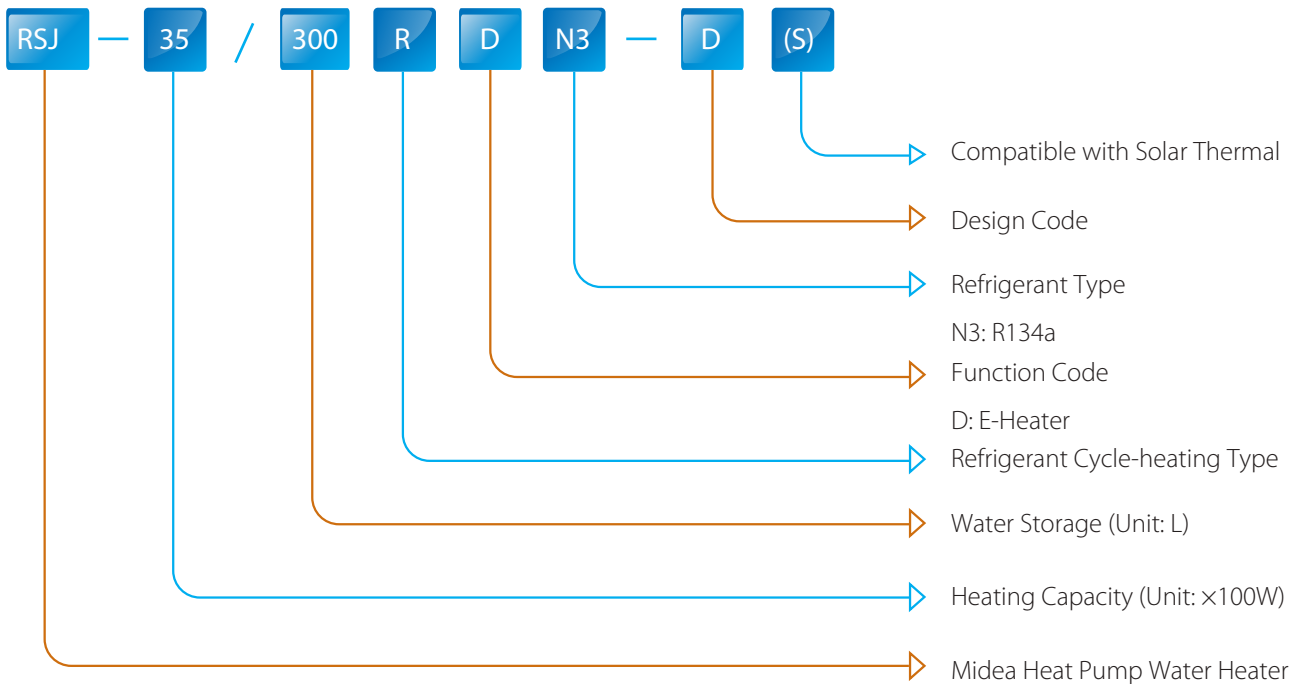 RSJ — 35 / 300 R D N3 — D (S)
Compatible with Solar Thermal
Design Code
Refrigerant Type
N3: R134a
Function Code
D: E-Heater
Refrigerant Cycle-heating Type
Water Storage (Unit: L)
Heating Capacity (Unit: ×100W)
Midea Heat Pump Water Heater